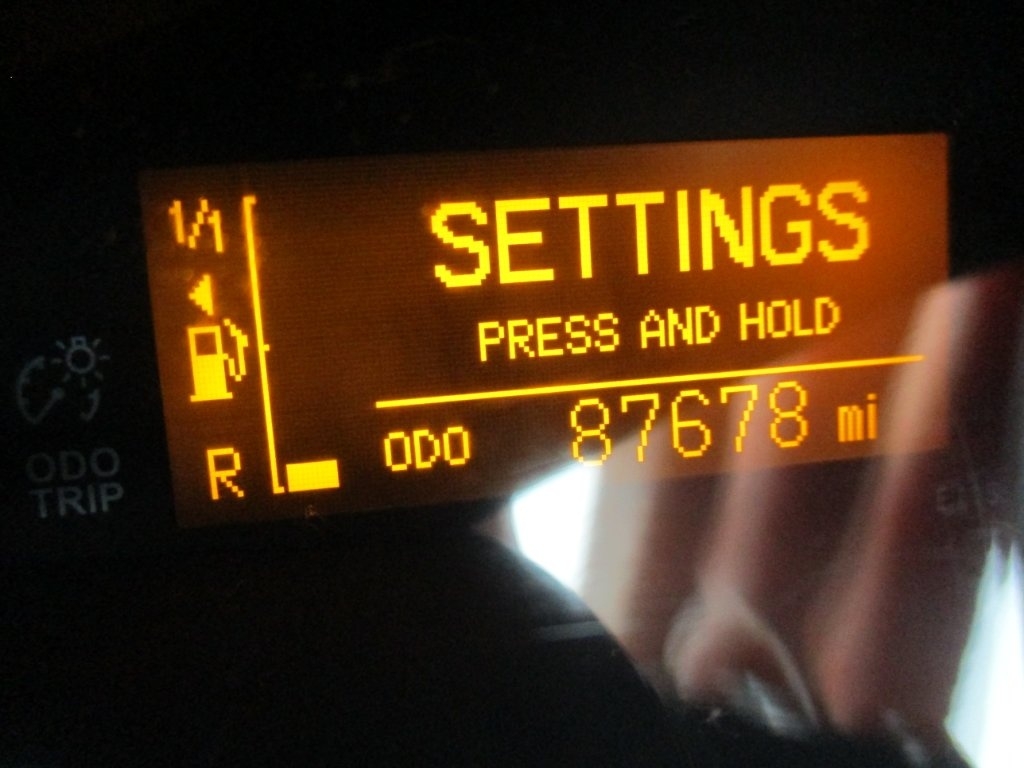 1/1
SETTINGS
PRESS AND HOLD
R
ODO 87678 mi
ODO
TRIP